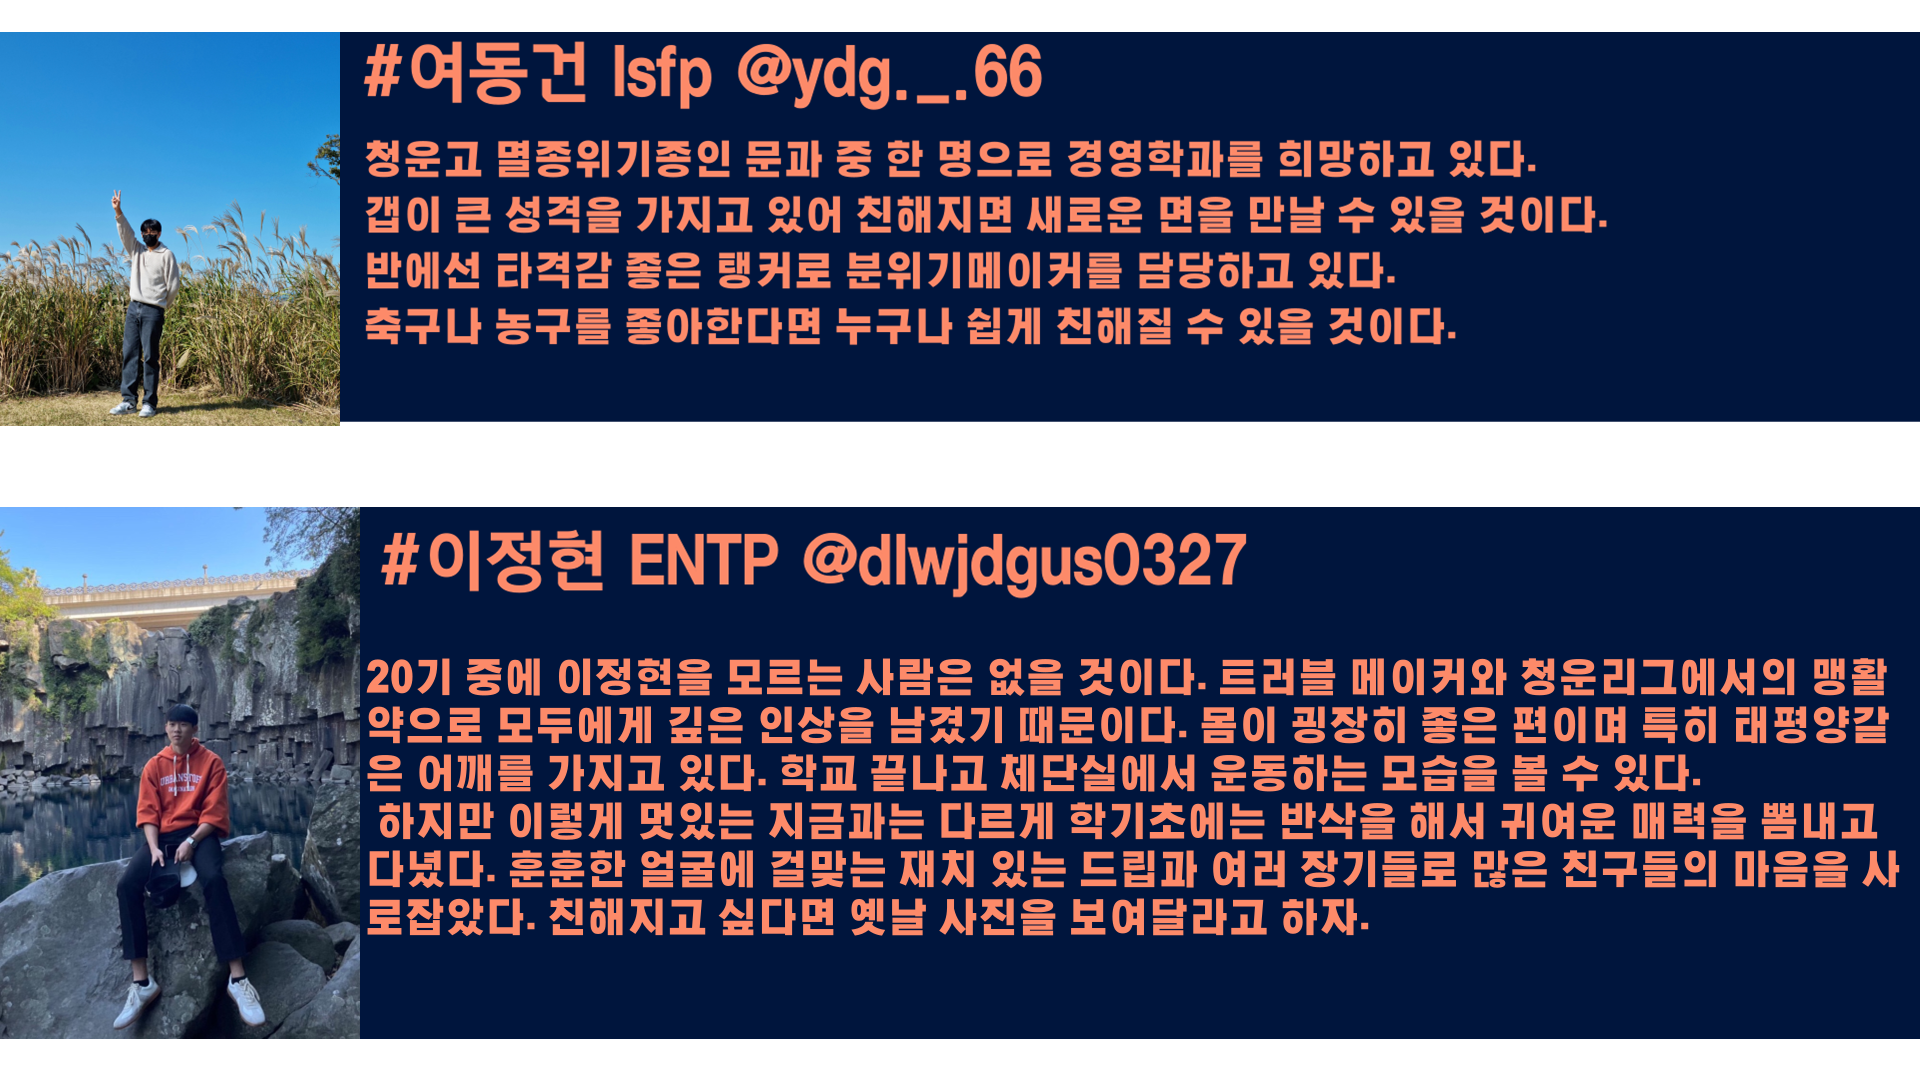 #여동건 lsfp @ydg._.66
청운고 멸종위기종인 문과 중 한 명으로 경영학과를 희망하고 있다.
갭이 큰 성격을 가지고 있어 친해지면 새로운 면을 만날 수 있을 것이다.
반에선 타격감 좋은 탱커로 분위기메이커를 담당하고 있다.
축구나 농구를 좋아한다면 누구나 쉽게 친해질 수 있을 것이다.
#이정현 ENTP @dlwjdgus0327
20기 중에 이정현을 모르는 사람은 없을 것이다. 트러블 메이커와 청운리그에서의 맹활
약으로 모두에게 깊은 인상을 남겼기 때문이다. 몸이 굉장히 좋은 편이며 특히 태평양같
은 어깨를 가지고 있다. 학교 끝나고 체단실에서 운동하는 모습을 볼 수 있다.
하지만 이렇게 멋있는 지금과는 다르게 학기초에는 반삭을 해서 귀여운 매력을 뽐내고
다녔다. 훈훈한 얼굴에 걸맞는 재치 있는 드립과 여러 장기들로 많은 친구들의 마음을 사
로잡았다. 친해지고 싶다면 옛날 사진을 보여달라고 하자.